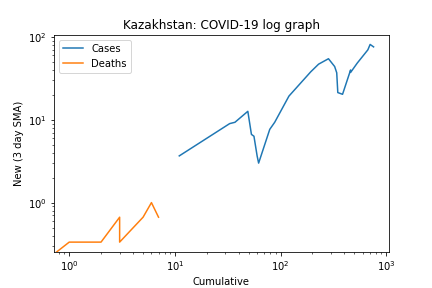 Kazakhstan: COVID-19 log graph
Cases
Deaths
10²
10¹
10⁰
New (3 day SMA)
10⁰ 10¹ 10² 10³
Cumulative